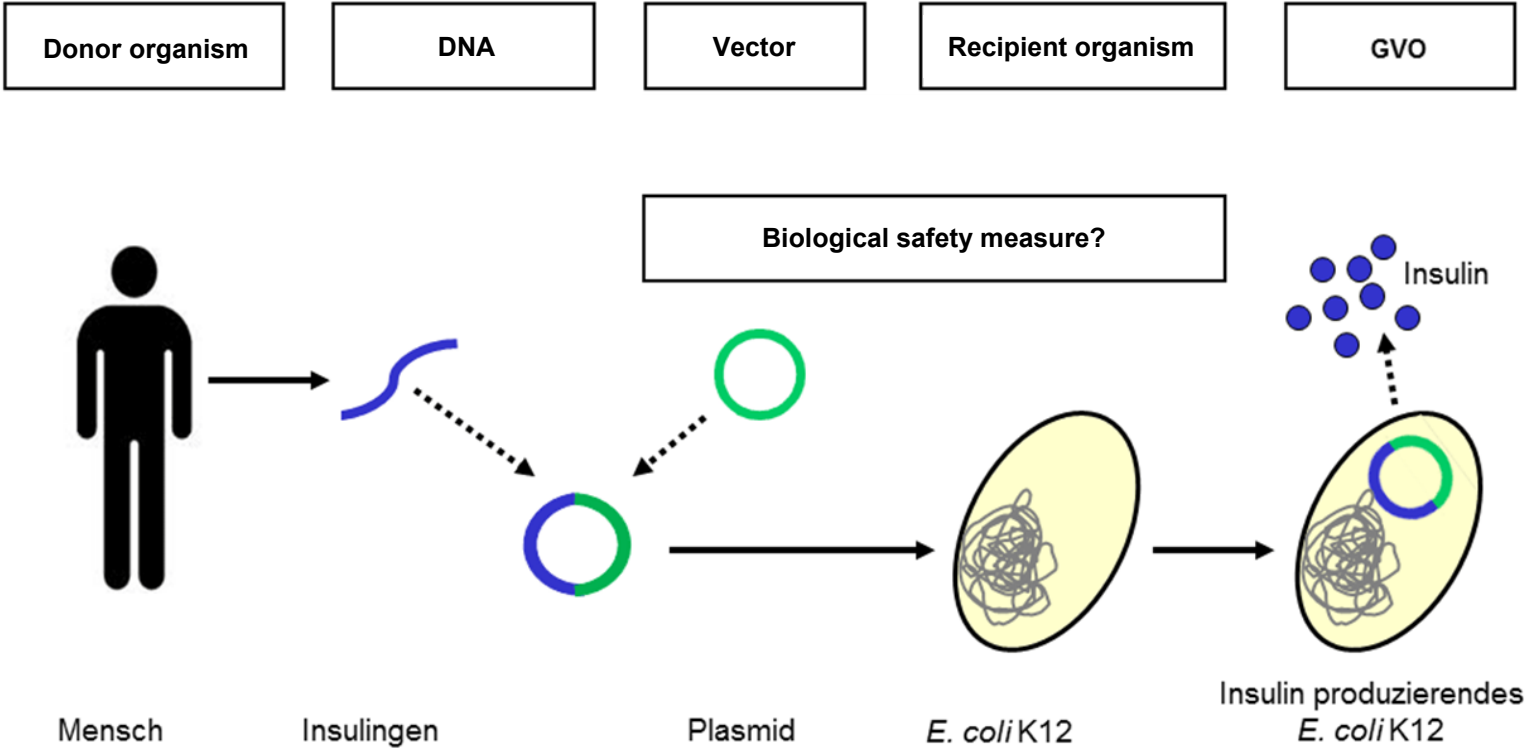 Donor organism
DNA
Vector
Recipient organism
GVO
Biological safety measure?
Insulin
Mensch
Insulingen
Plasmid
E. coli K12
Insulin produzierendes
E. coli K12